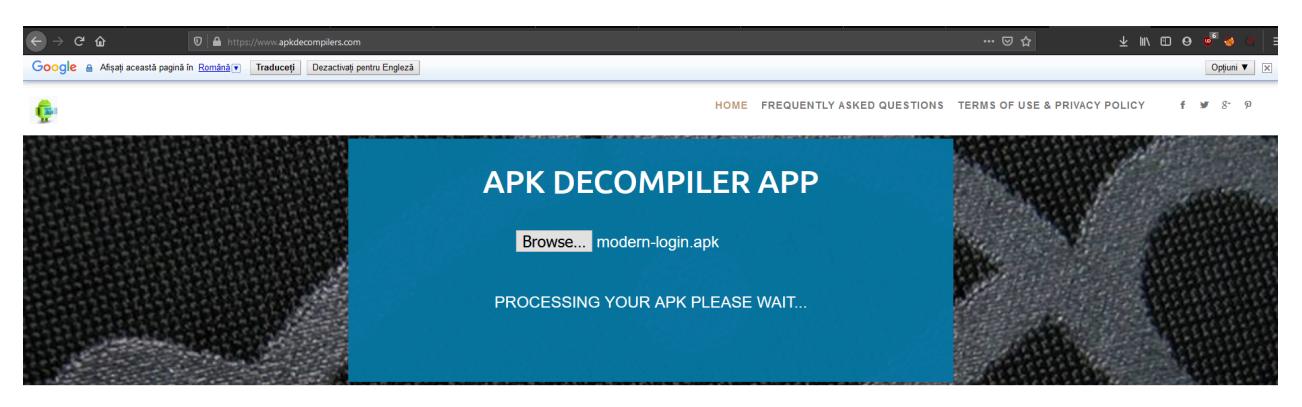 https://www.apkdecompilers.com
6
Google Afișați această pagină în Română Traduceți Dezactivați pentru Engleză Opțiuni
HOME FREQUENTLY ASKED QUESTIONS TERMS OF USE & PRIVACY POLICY
APK DECOMPILER APP
Browse... modern-login.apk
PROCESSING YOUR APK PLEASE WAIT...